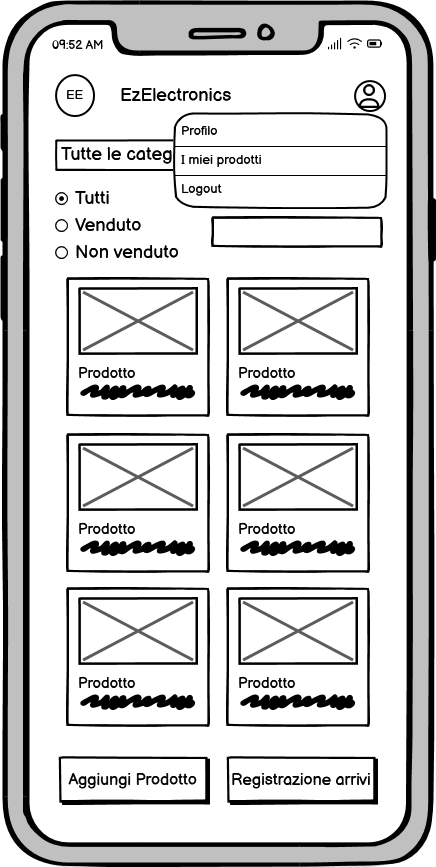 09:52 AM
EE
EzElectronics
Profilo
I miei prodotti
Logout
Tutte le categ
Tutti
Venduto
Non venduto
Prodotto
Prodotto
Prodotto
Prodotto
Prodotto
Prodotto
Aggiungi Prodotto
Registrazione arrivi